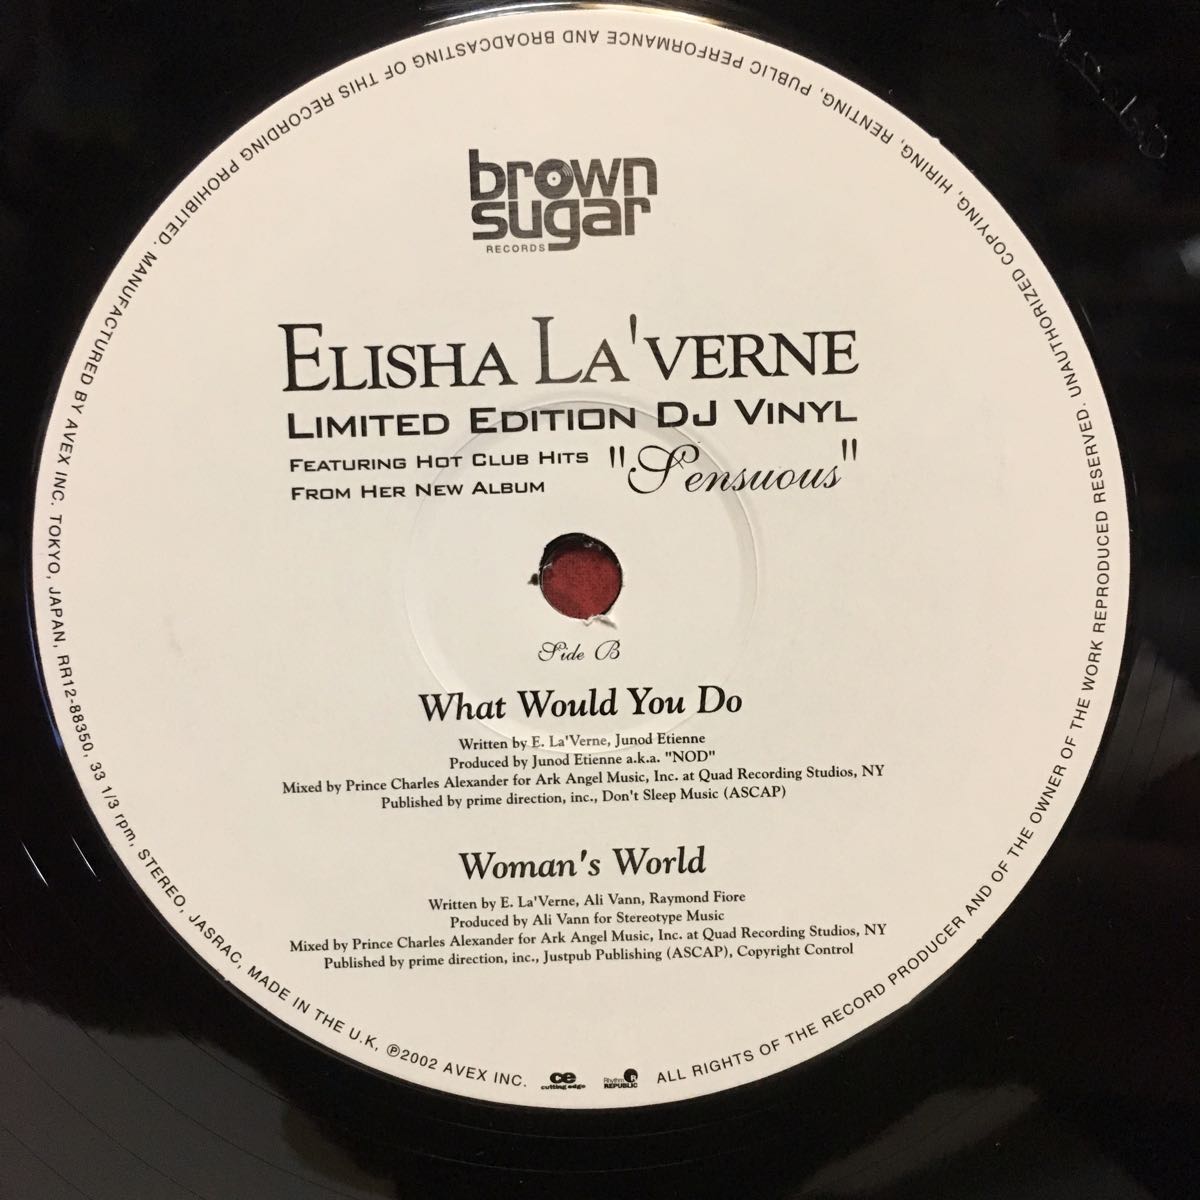 brown
sugar
RECORDS
ELISHA LA'VERNE
LIMITED EDITION DJ VINYL
FEATURING HOT CLUB HITS
FROM HER NEW ALBUM "Sensuous"
Side B
What Would You Do
Written by E. La'Verne, Junod Etienne
Produced by Junod Etienne a.k.a. "NOD"
Mixed by Prince Charles Alexander for Ark Angel Music, Inc. at Quad Recording Studios, NY
Published by prime direction, inc., Don't Sleep Music (ASCAP)
Woman's World
Written by E. La'Verne, Ali Vann, Raymond Fiore
Produced by Ali Vann for Stereotype Music
Mixed by Prince Charles Alexander for Ark Angel Music, Inc. at Quad Recording Studios, NY
Published by prime direction, inc., Justpub Publishing (ASCAP), Copyright Control
ce
cutting edge
Rhythm
REPUBLIC
ALL RIGHTS OF THE RECORD PRODUCER AND OF THE OWNER OF THE WORK REPRODUCED RESERVED. UNAUTHORIZED COPYING, HIRING, RENTING, PUBLIC PERFORMANCE AND BROADCASTING OF THIS RECORDING PROHIBITED. MANUFACTURED BY AVEX INC. TOKYO, JAPAN, RR12-88350, 33 1/3 rpm, STEREO, JASRAC, MADE IN THE U.K, ℗2002 AVEX INC.